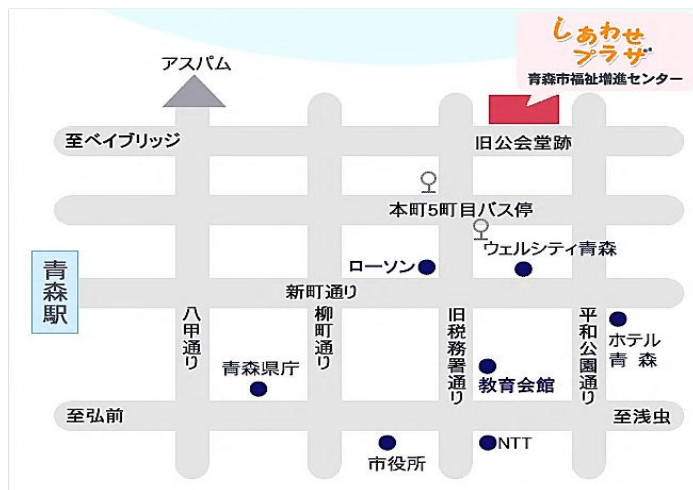 しあわせ
プラザ
青森市福祉増進センター
アスパム
至ベイブリッジ
旧公会堂跡
本町5町目バス停
ウェルシティ青森
ローソン
青森駅
新町通り
八甲通り
柳町通り
旧税務署通り
平和公園通り
ホテル
青 森
青森県庁
教育会館
至弘前
至浅虫
市役所
NTT